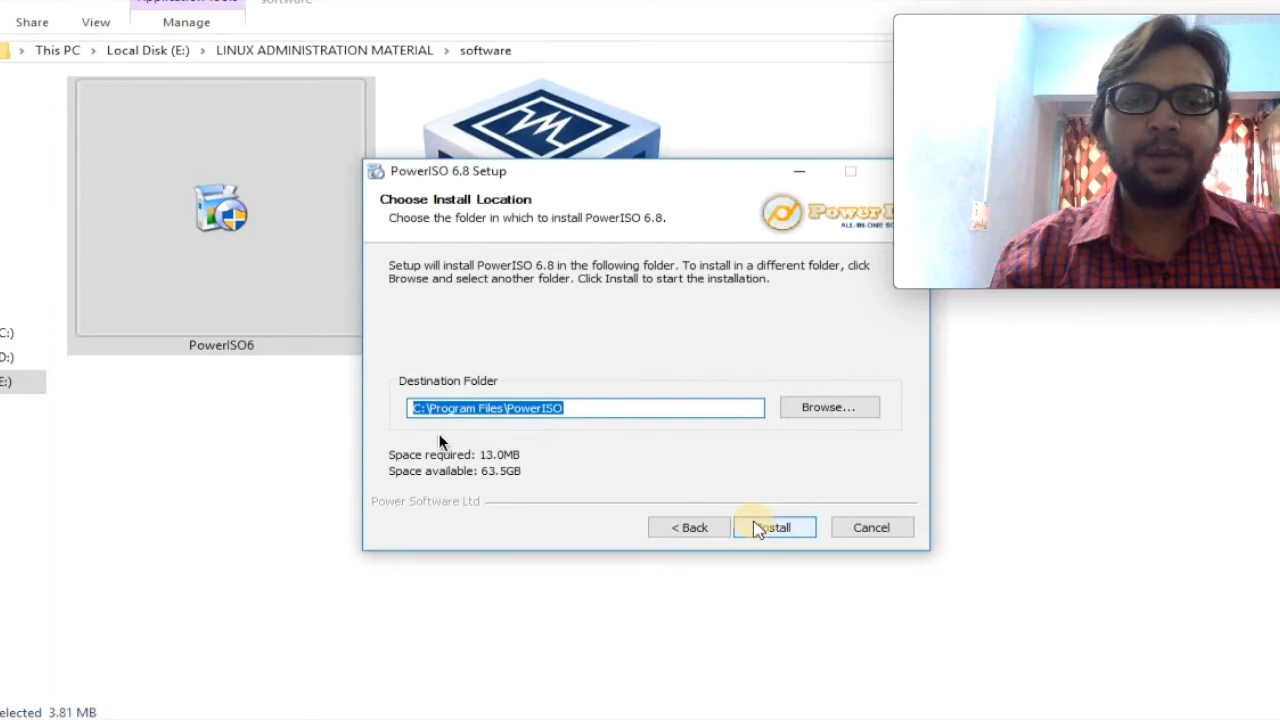 Share View Manage
This PC > Local Disk (E:) > LINUX ADMINISTRATION MATERIAL > software
PowerISO 6.8 Setup
Choose Install Location
Choose the folder in which to install PowerISO 6.8.
Setup will install PowerISO 6.8 in the following folder. To install in a different folder, click
Browse and select another folder. Click Install to start the installation.
C:)
D:)
E:)
PowerISO6
Destination Folder
C:\Program Files\PowerISO
Browse...
Space required: 13.0MB
Space available: 63.5GB
Power Software Ltd
< Back Install Cancel
elected 3.81 MB